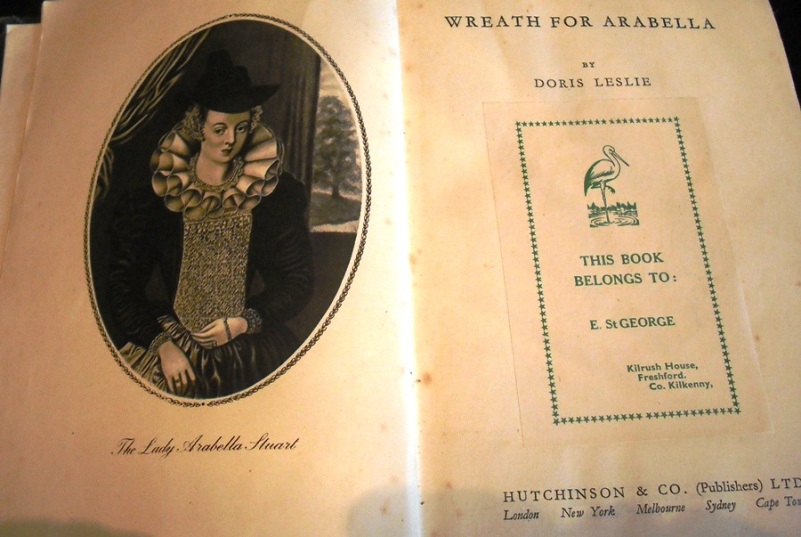 The Lady Arabella Stuart
WREATH FOR ARABELLA
BY
DORIS LESLIE
THIS BOOK
BELONGS TO:
E. St GEORGE
Kilrush House,
Freshford.
Co. Kilkenny,
HUTCHINSON & CO. (Publishers) LTD
London New York Melbourne Sydney Cape Tow